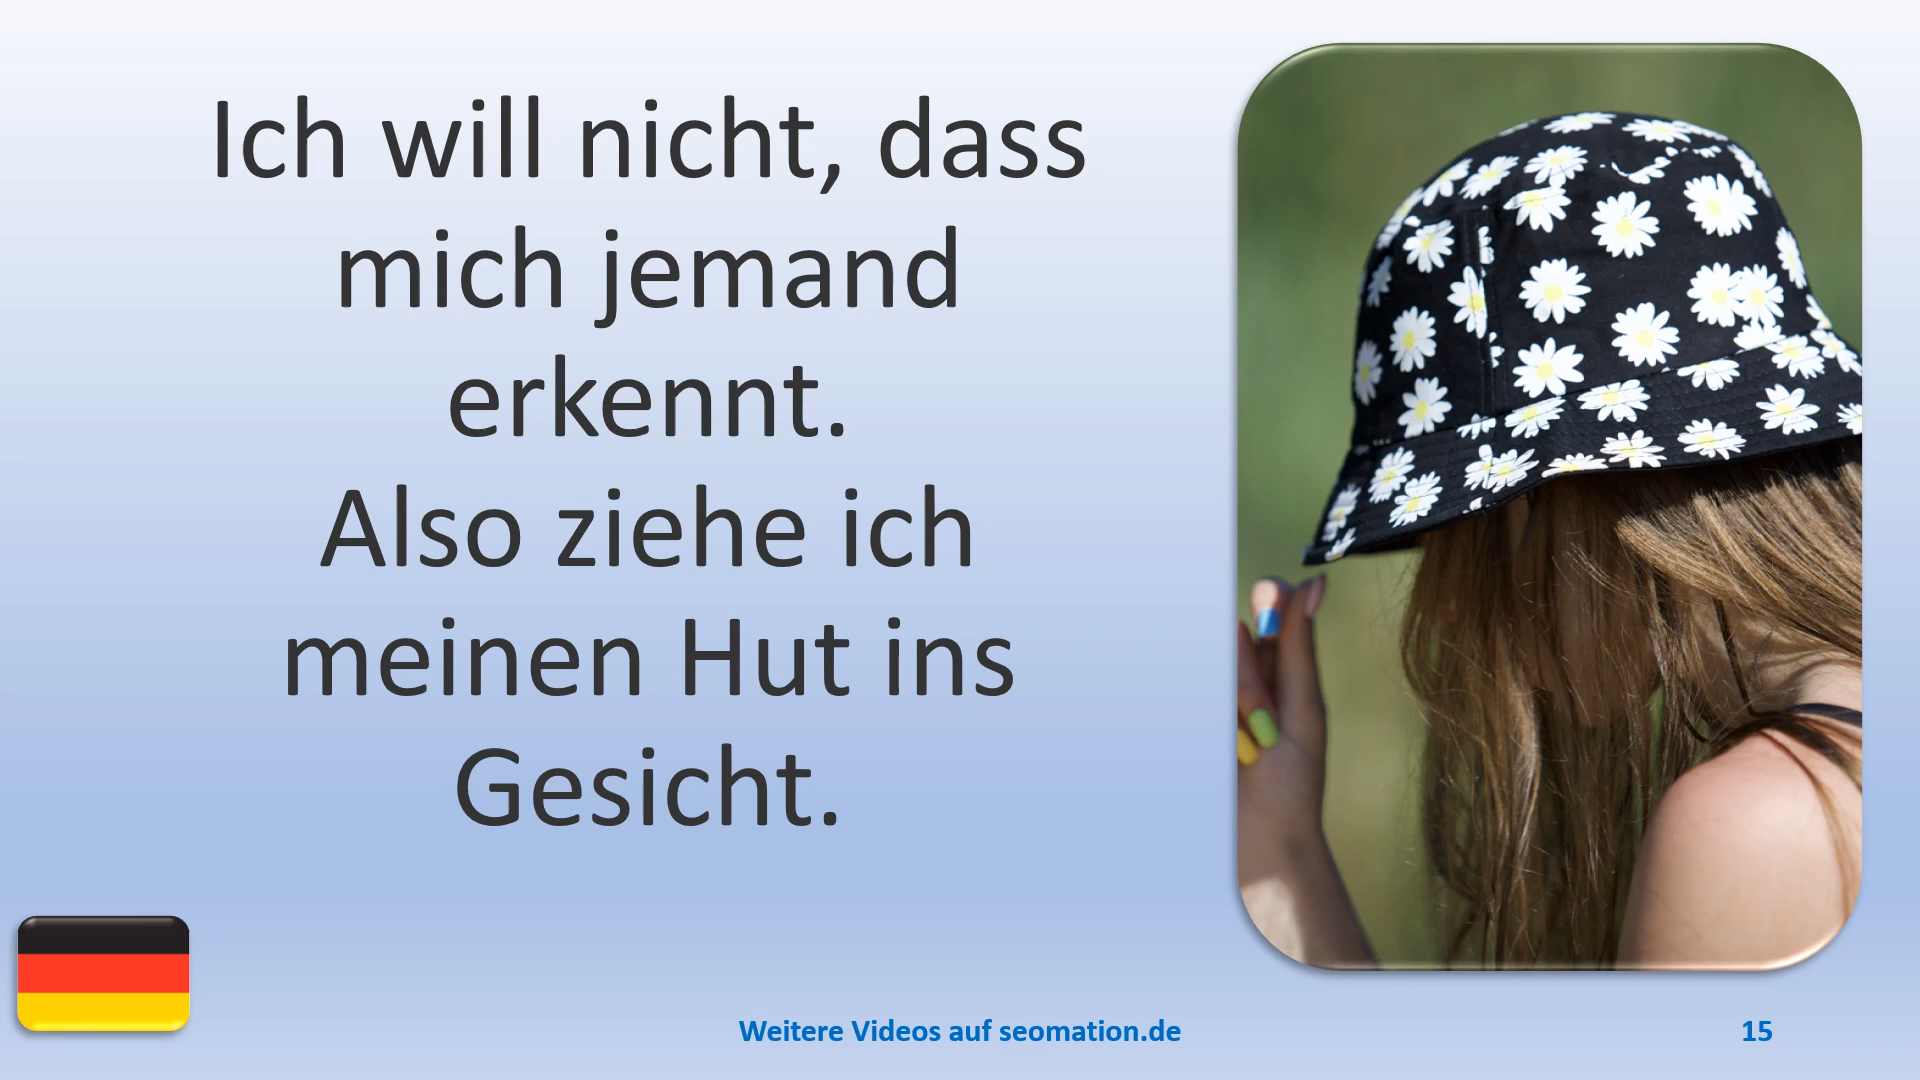 Ich will nicht, dass
mich jemand
erkennt.
Also ziehe ich
meinen Hut ins
Gesicht.
Weitere Videos auf seomation.de
15